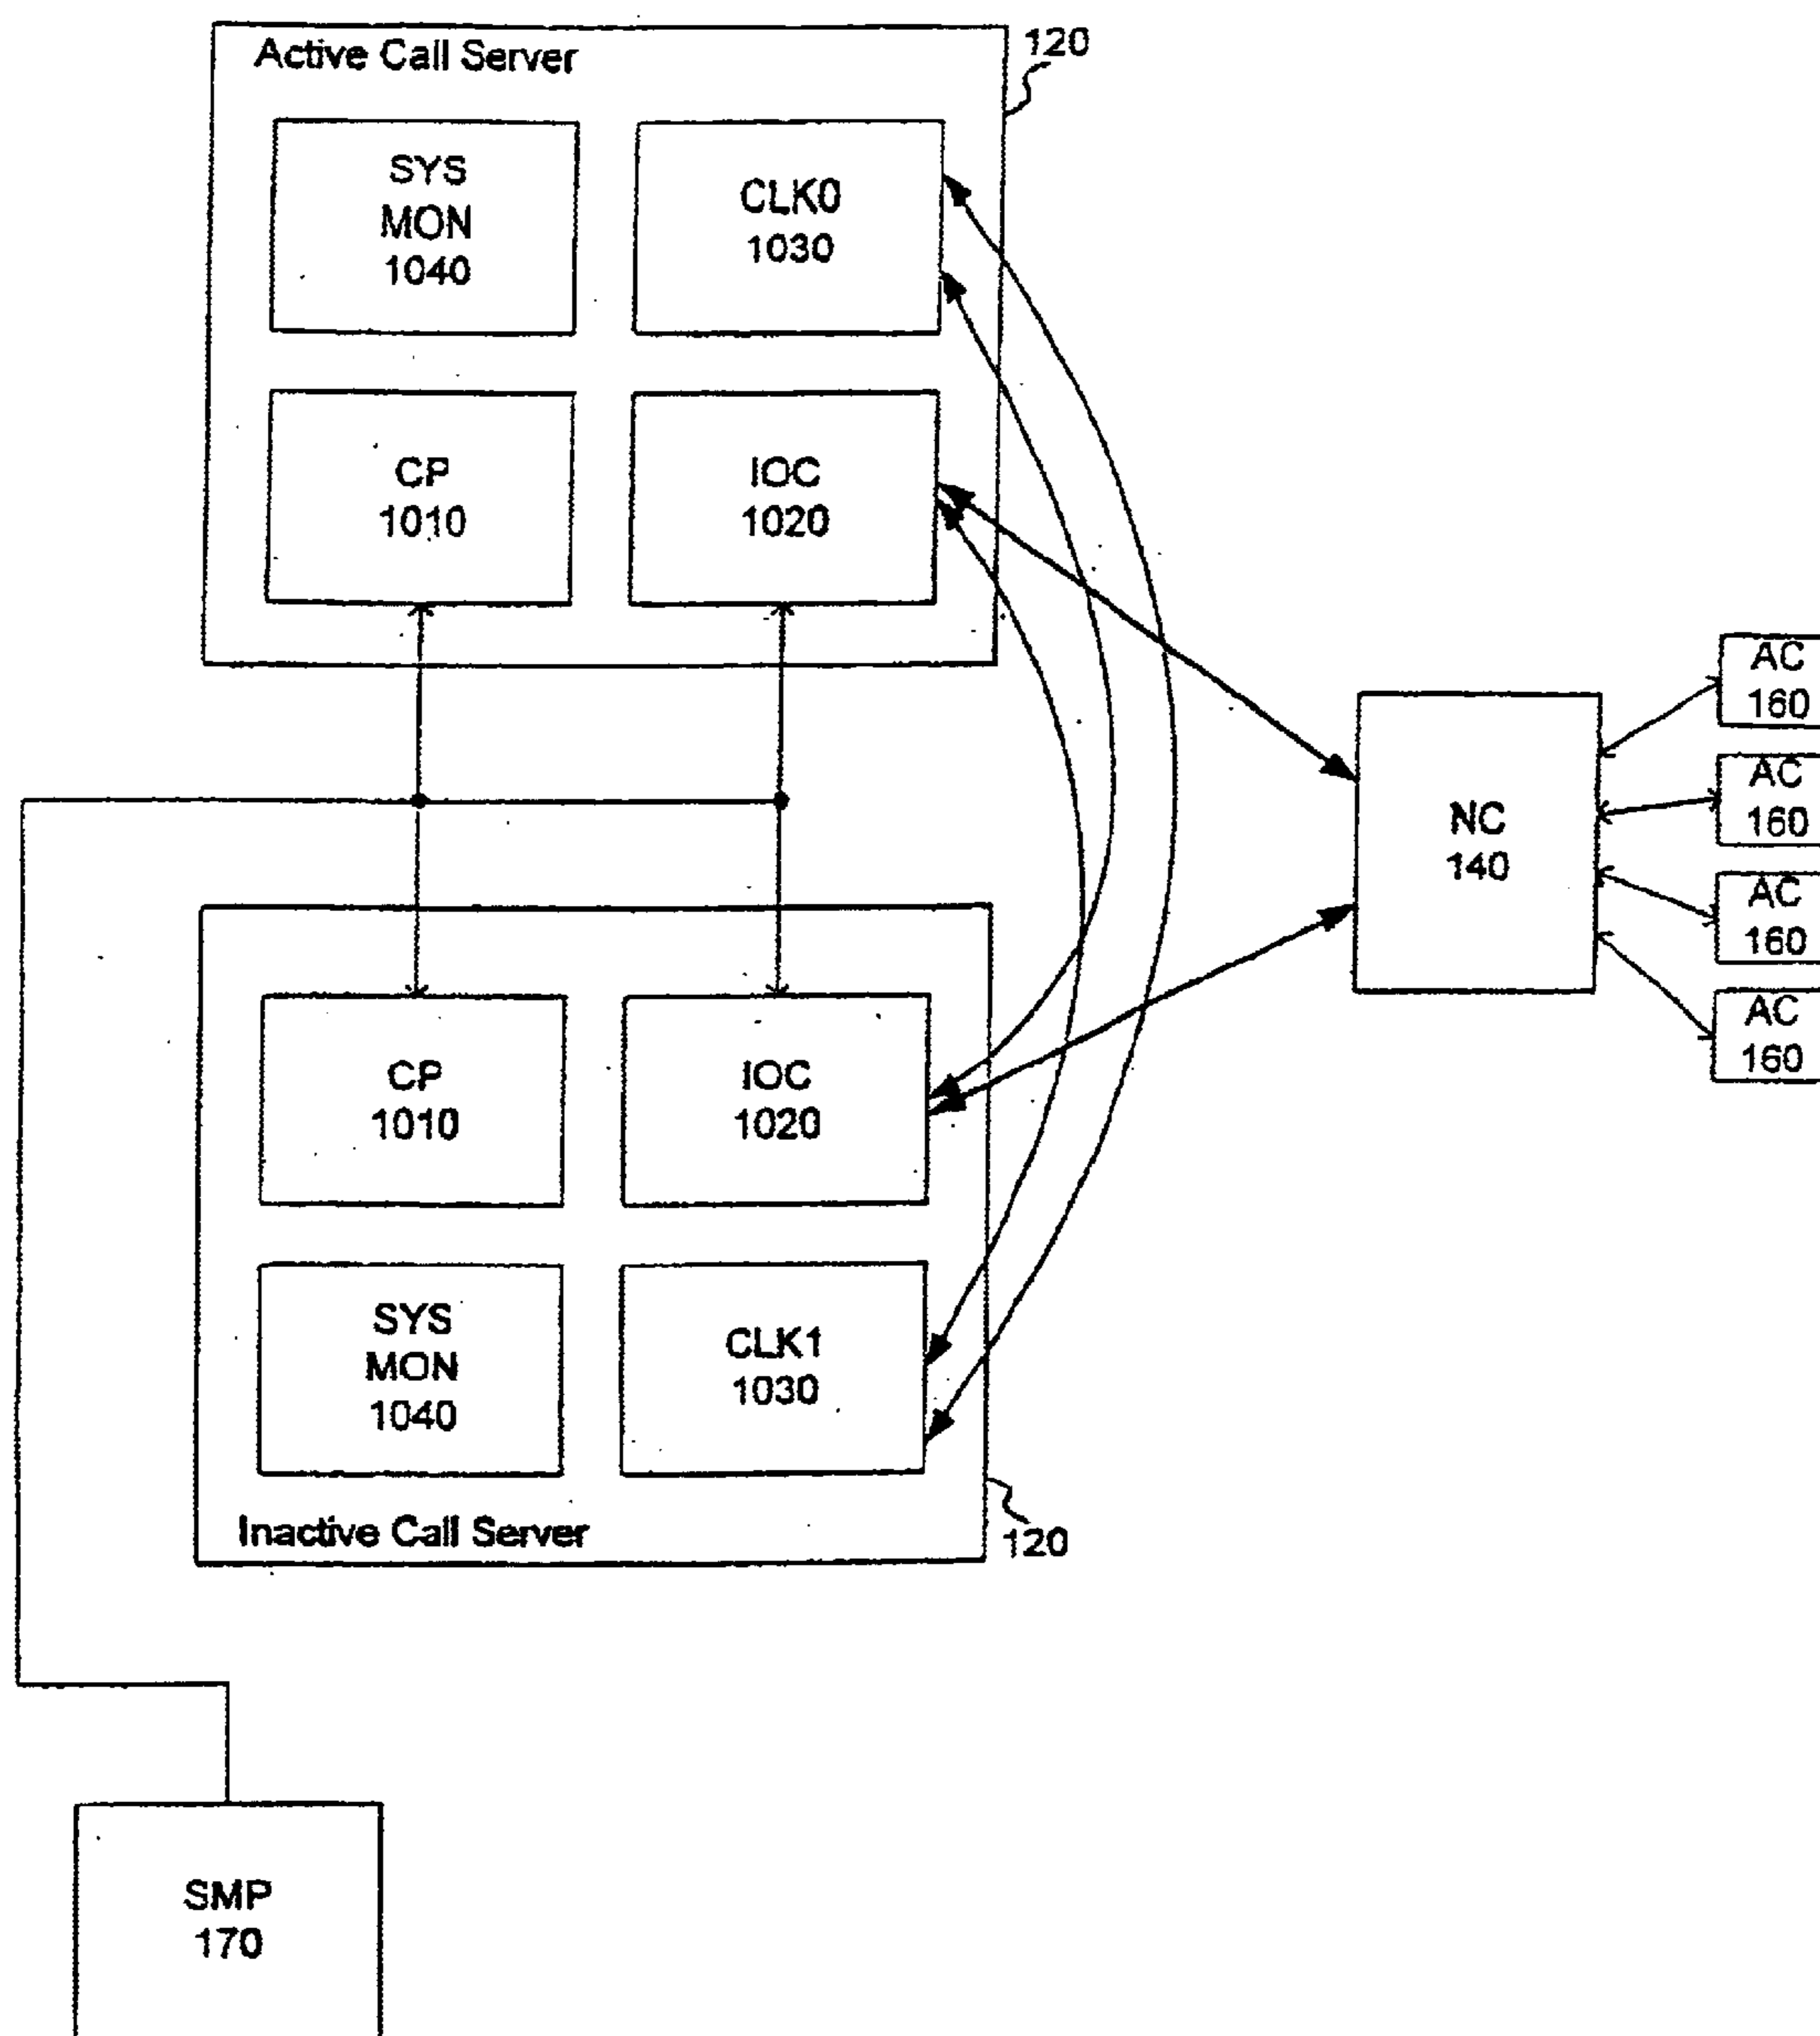 Active Call Server
120
SYS
MON
1040
CLK0
1030
CP
1010
IOC
1020
AC
160
AC
160
NC
140
AC
160
AC
160
CP
1010
IOC
1020
SYS
MON
1040
CLK1
1030
Inactive Call Server
120
SMP
170